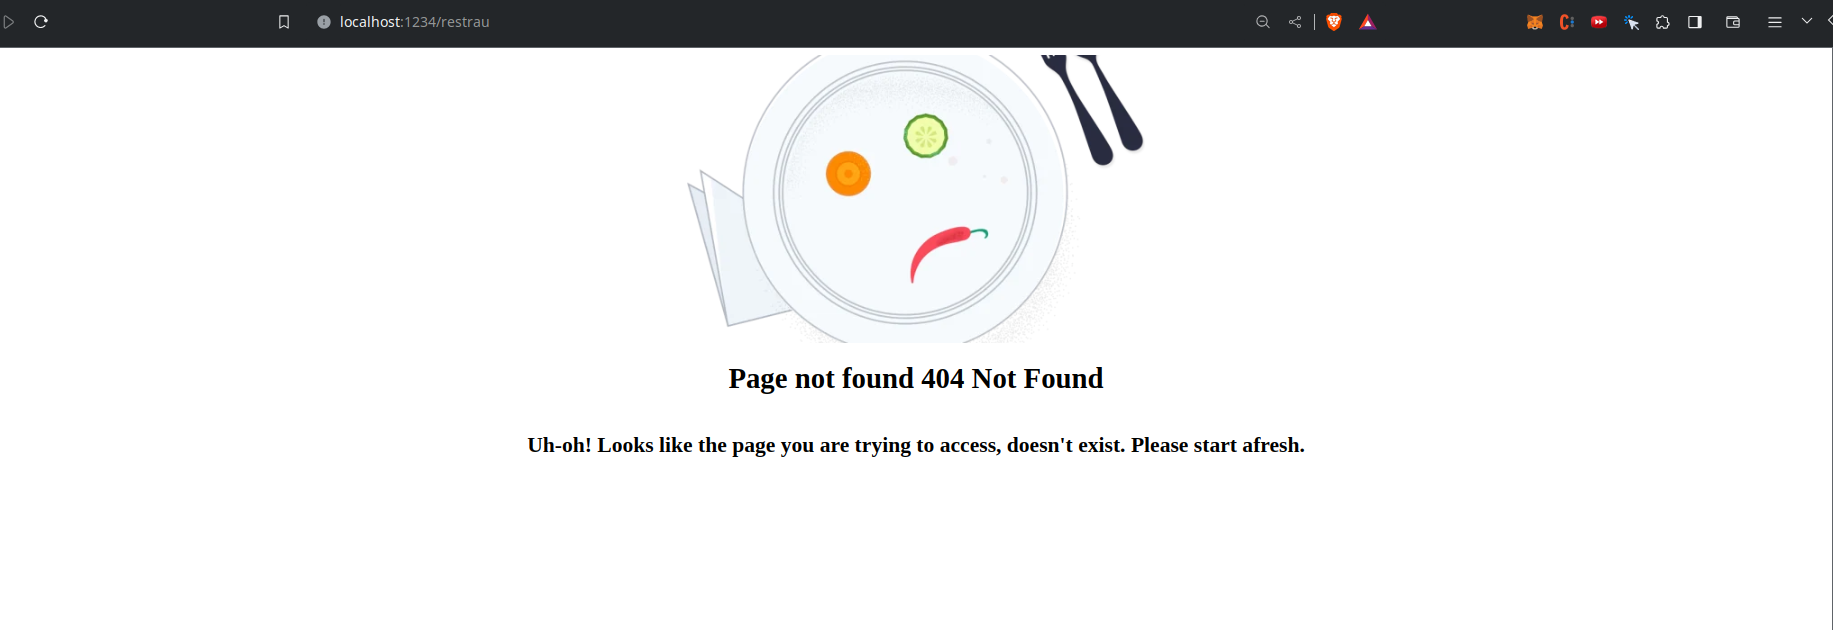 localhost:1234/restrau
Page not found 404 Not Found
Uh-oh! Looks like the page you are trying to access, doesn't exist. Please start afresh.